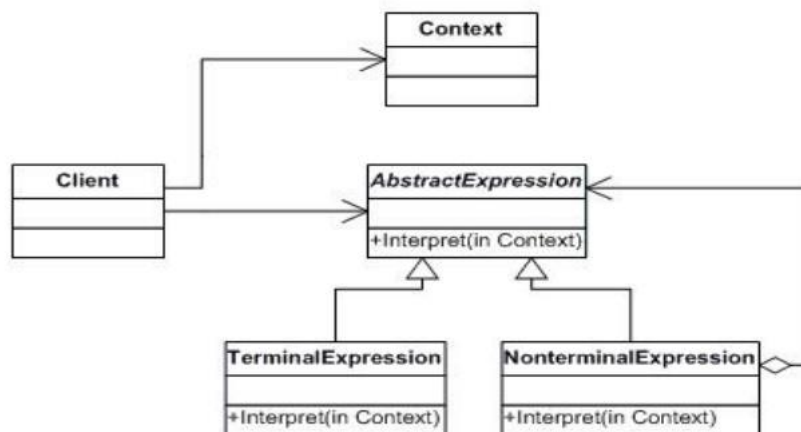 Context
Client
AbstractExpression
+Interpret(in Context)
TerminalExpression
NonterminalExpression
+Interpret(in Context)
+Interpret(in Context)